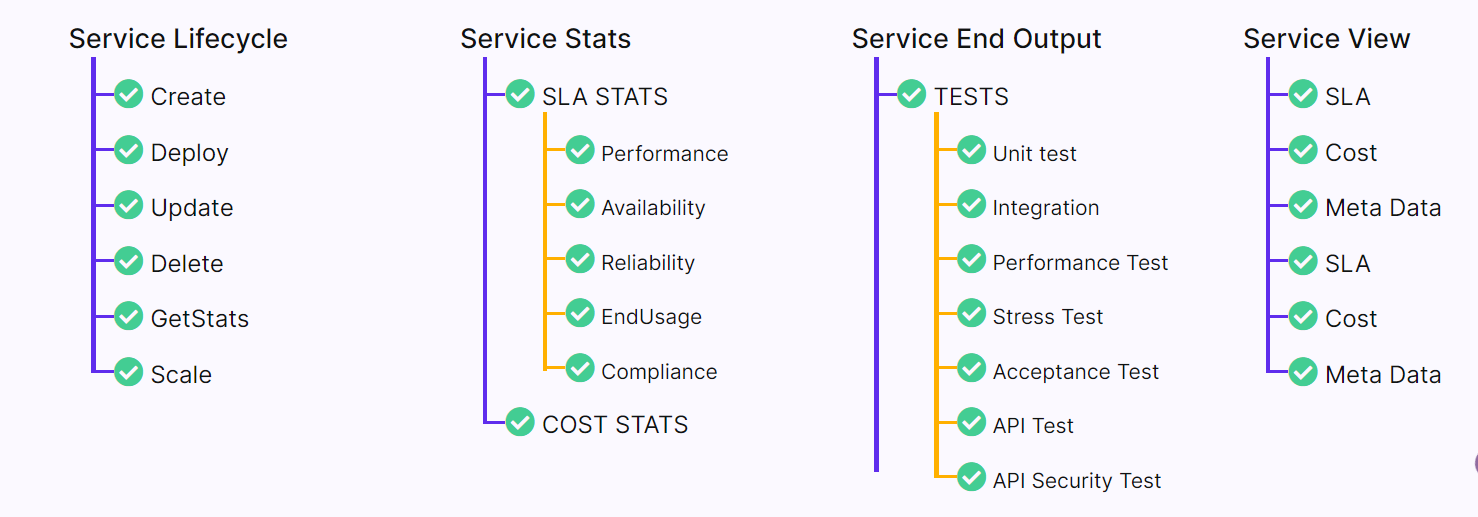 Service Lifecycle
Create
Deploy
Update
Delete
GetStats
Scale
Service Stats
SLA STATS
Performance
Availability
Reliability
EndUsage
Compliance
COST STATS
Service End Output
TESTS
Unit test
Integration
Performance Test
Stress Test
Acceptance Test
API Test
API Security Test
Service View
SLA
Cost
Meta Data
SLA
Cost
Meta Data